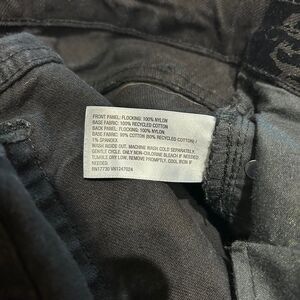 FRONT PANEL: FLOCKING: 100% NYLON
BASE FABRIC: 100% RECYCLED COTTON
BACK PANEL: FLOCKING: 100% NYLON
BASE FABRIC: 99% COTTON (80% RECYCLED COTTON) /
1% SPANDEX
WASH INSIDE OUT. MACHINE WASH COLD SEPARATELY.
GENTLE CYCLE. ONLY NON-CHLORINE BLEACH IF NEEDED.
TUMBLE DRY LOW. REMOVE PROMPTLY. COOL IRON IF
NEEDED.
RN17730 VN1247024